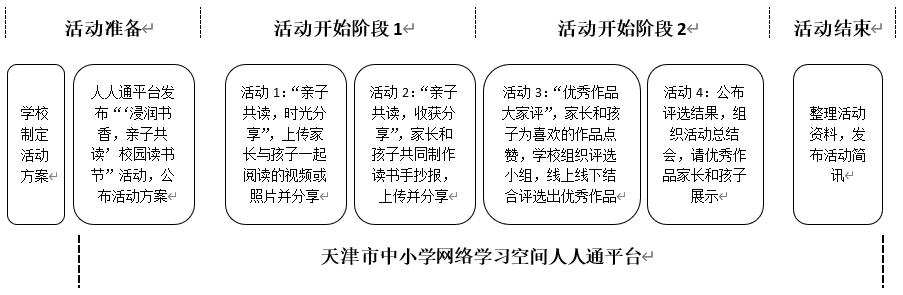 活动准备
活动开始阶段 1
活动开始阶段 2
活动结束
学校
制定
活动
方案
人人通平台发
布“‘浸润书
香，亲子共
读’校园读书
节”活动，公
布活动方案
活动 1：“亲子
共读，时光分
享”，上传家
长与孩子一起
阅读的视频或
照片并分享
活动 2：“亲子
共读，收获分
享”，家长和
孩子共同制作
读书手抄报，
上传并分享
活动 3：“优秀作品
大家评”，家长和孩
子为喜欢的作品点
赞，学校组织评选
小组，线上线下结
合评选出优秀作品
活动 4：公布
评选结果，组
织活动总结
会，请优秀作
品家长和孩子
展示
整理活动
资料，发
布活动简
讯
天津市中小学网络学习空间人人通平台